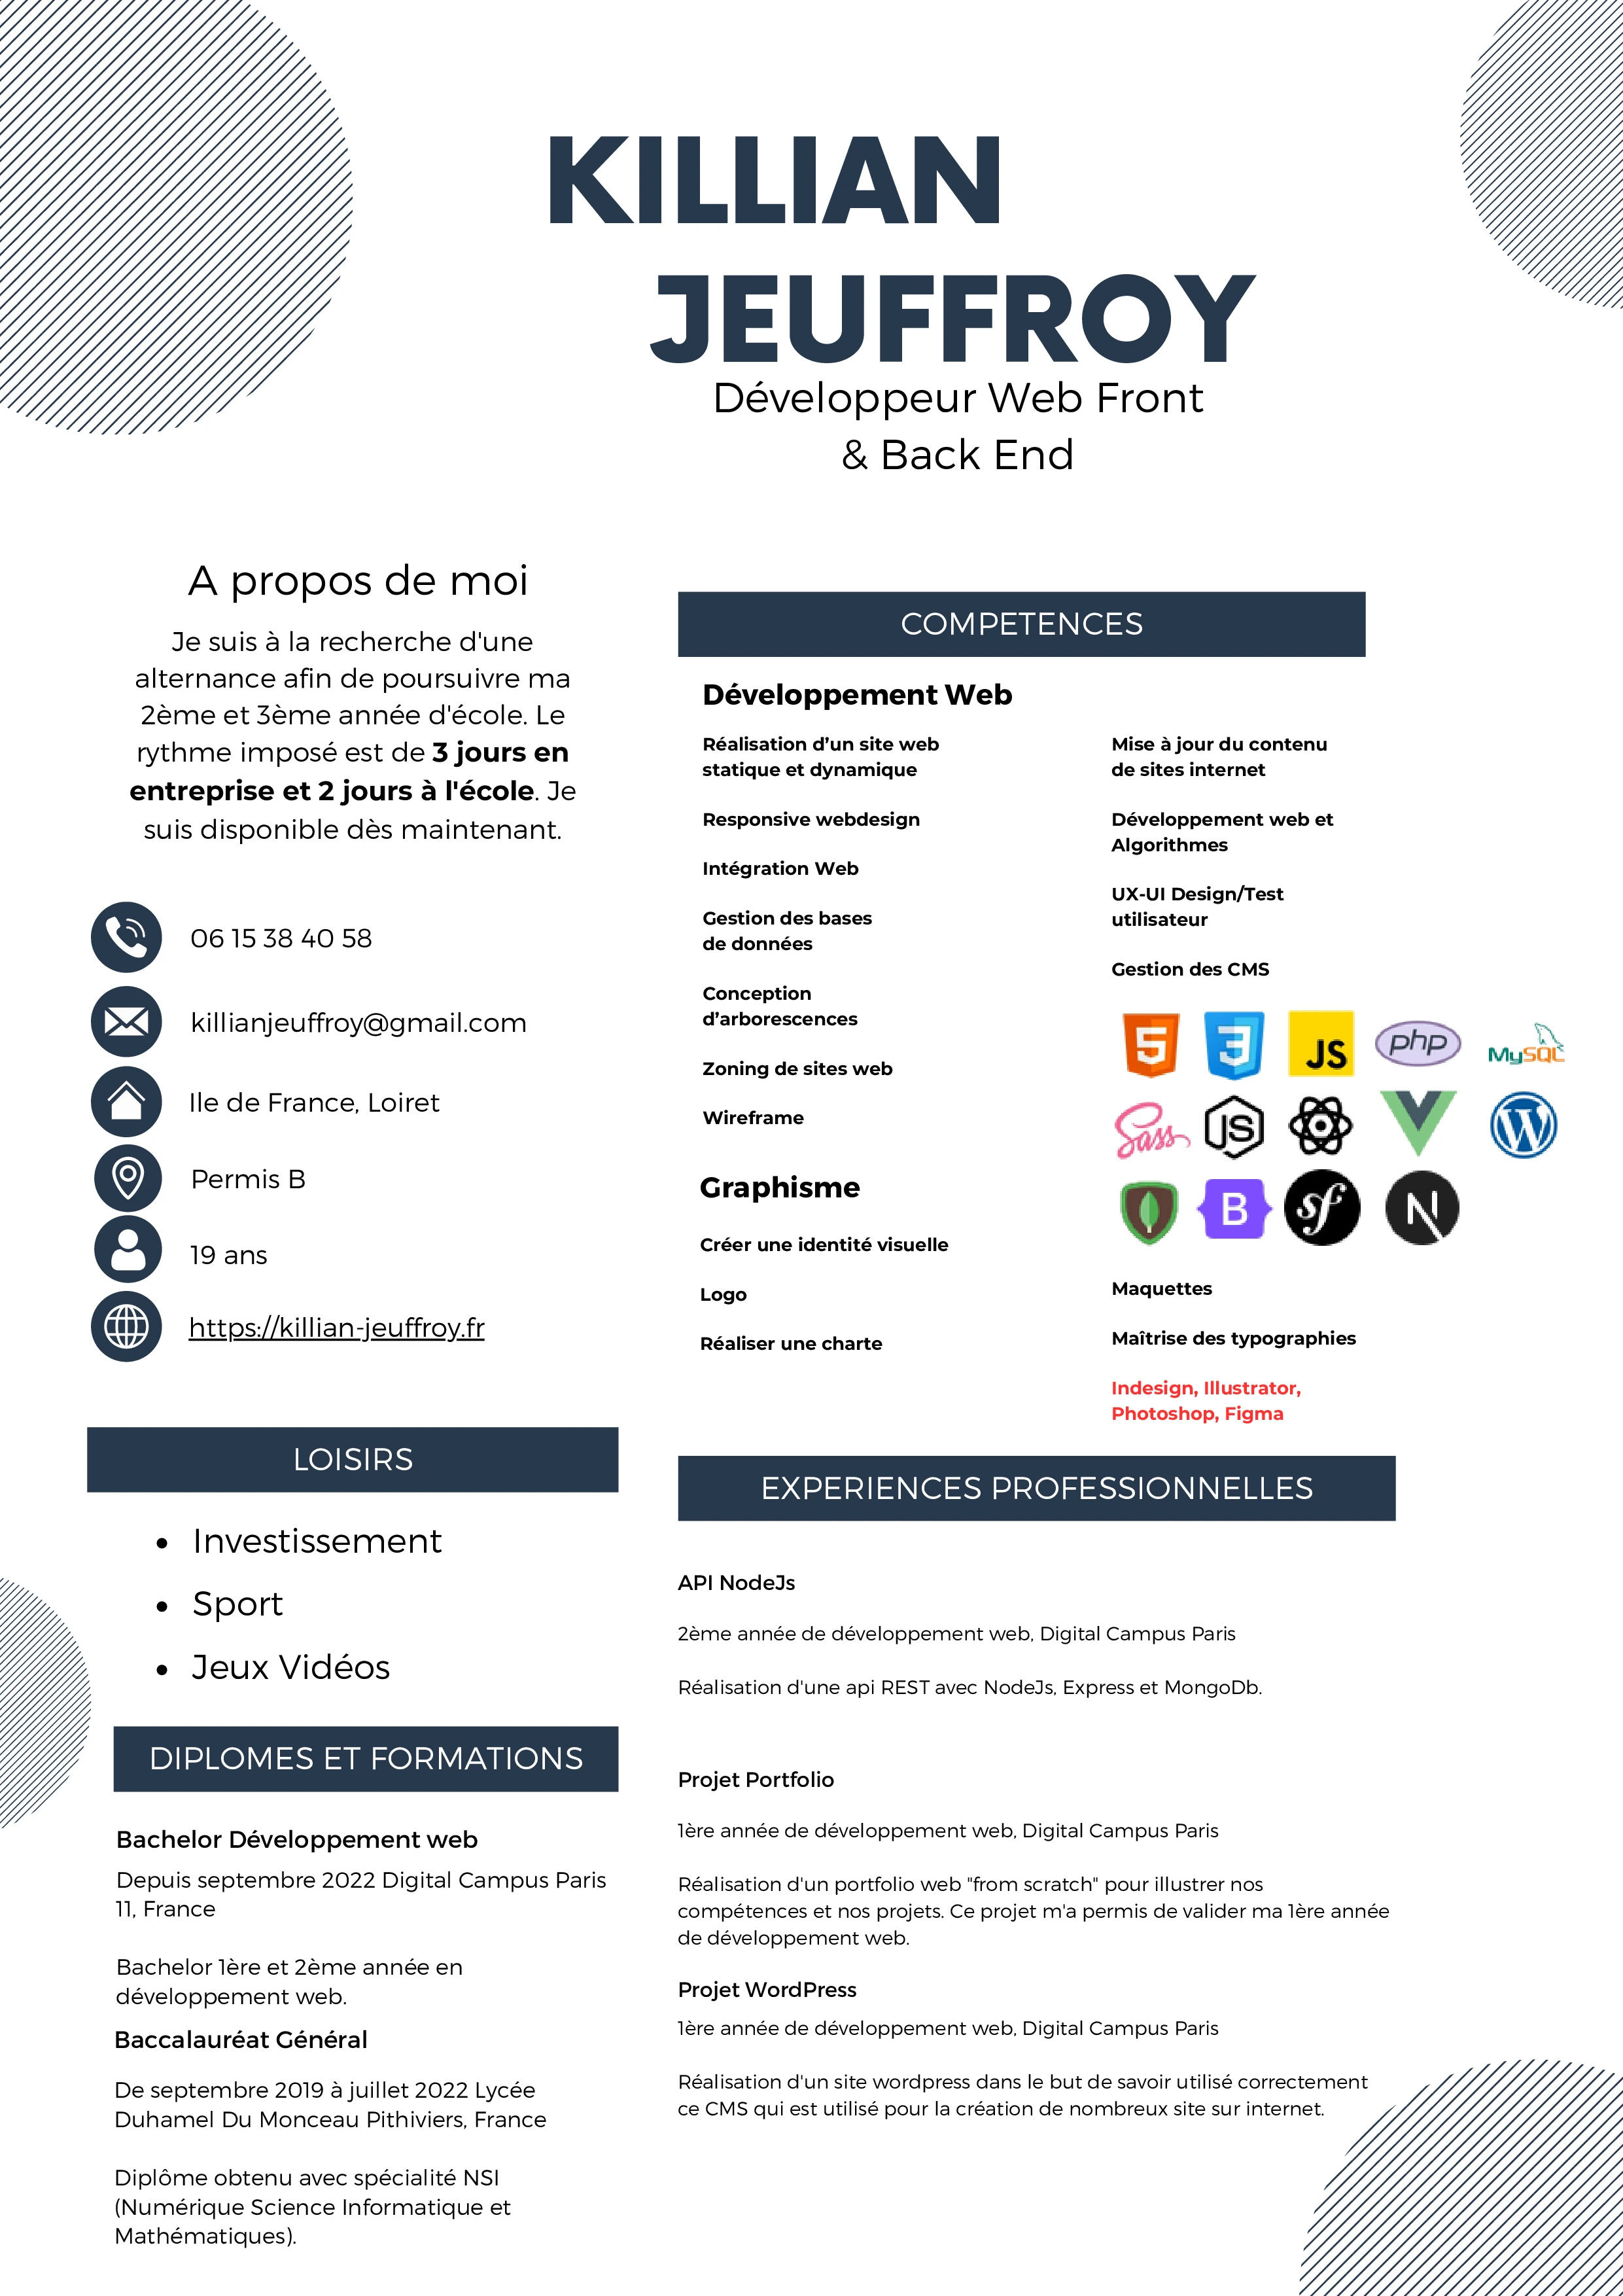 KILLIAN
JEUFFROY
Développeur Web Front
& Back End
A propos de moi
Je suis à la recherche d'une
alternance afin de poursuivre ma
2ème et 3ème année d'école. Le
rythme imposé est de 3 jours en
entreprise et 2 jours à l'école. Je
suis disponible dès maintenant.
06 15 38 40 58
killianjeuffroy@gmail.com
Ile de France, Loiret
Permis B
19 ans
https://killian-jeuffroy.fr
LOISIRS
Investissement
Sport
Jeux Vidéos
DIPLOMES ET FORMATIONS
Bachelor Développement web
Depuis septembre 2022 Digital Campus Paris
11, France
Bachelor 1ère et 2ème année en
développement web.
Baccalauréat Général
De septembre 2019 à juillet 2022 Lycée
Duhamel Du Monceau Pithiviers, France
Diplôme obtenu avec spécialité NSI
(Numérique Science Informatique et
Mathématiques).
COMPETENCES
Développement Web
Réalisation d’un site web
statique et dynamique
Responsive webdesign
Intégration Web
Gestion des bases
de données
Conception
d’arborescences
Zoning de sites web
Wireframe
Graphisme
Créer une identité visuelle
Logo
Réaliser une charte
Mise à jour du contenu
de sites internet
Développement web et
Algorithmes
UX-UI Design/Test
utilisateur
Gestion des CMS
5 3 JS php MySQL
Sass JS W
B sf N
Maquettes
Maîtrise des typographies
Indesign, Illustrator,
Photoshop, Figma
EXPERIENCES PROFESSIONNELLES
API NodeJs
2ème année de développement web, Digital Campus Paris
Réalisation d'une api REST avec NodeJs, Express et MongoDb.
Projet Portfolio
1ère année de développement web, Digital Campus Paris
Réalisation d'un portfolio web "from scratch" pour illustrer nos
compétences et nos projets. Ce projet m'a permis de valider ma 1ère année
de développement web.
Projet WordPress
1ère année de développement web, Digital Campus Paris
Réalisation d'un site wordpress dans le but de savoir utilisé correctement
ce CMS qui est utilisé pour la création de nombreux site sur internet.